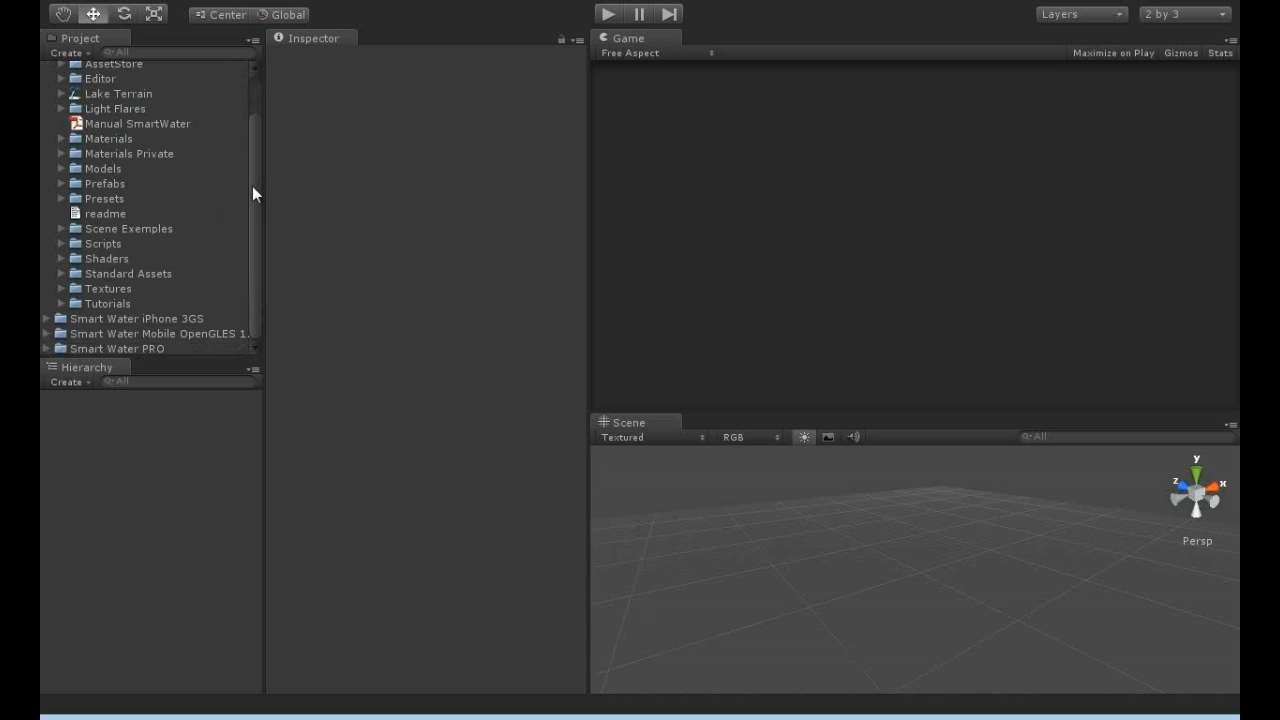 Center Global
Layers
2 by 3
Project
Create All
AssetStore
Editor
Lake Terrain
Light Flares
Manual SmartWater
Materials
Materials Private
Models
Prefabs
Presets
readme
Scene Exemples
Scripts
Shaders
Standard Assets
Textures
Tutorials
Smart Water iPhone 3GS
Smart Water Mobile OpenGLES 1.
Smart Water PRO
Hierarchy
Create All
Inspector
Game
Free Aspect
Maximize on Play Gizmos Stats
Scene
Textured RGB All
y
z x
Persp